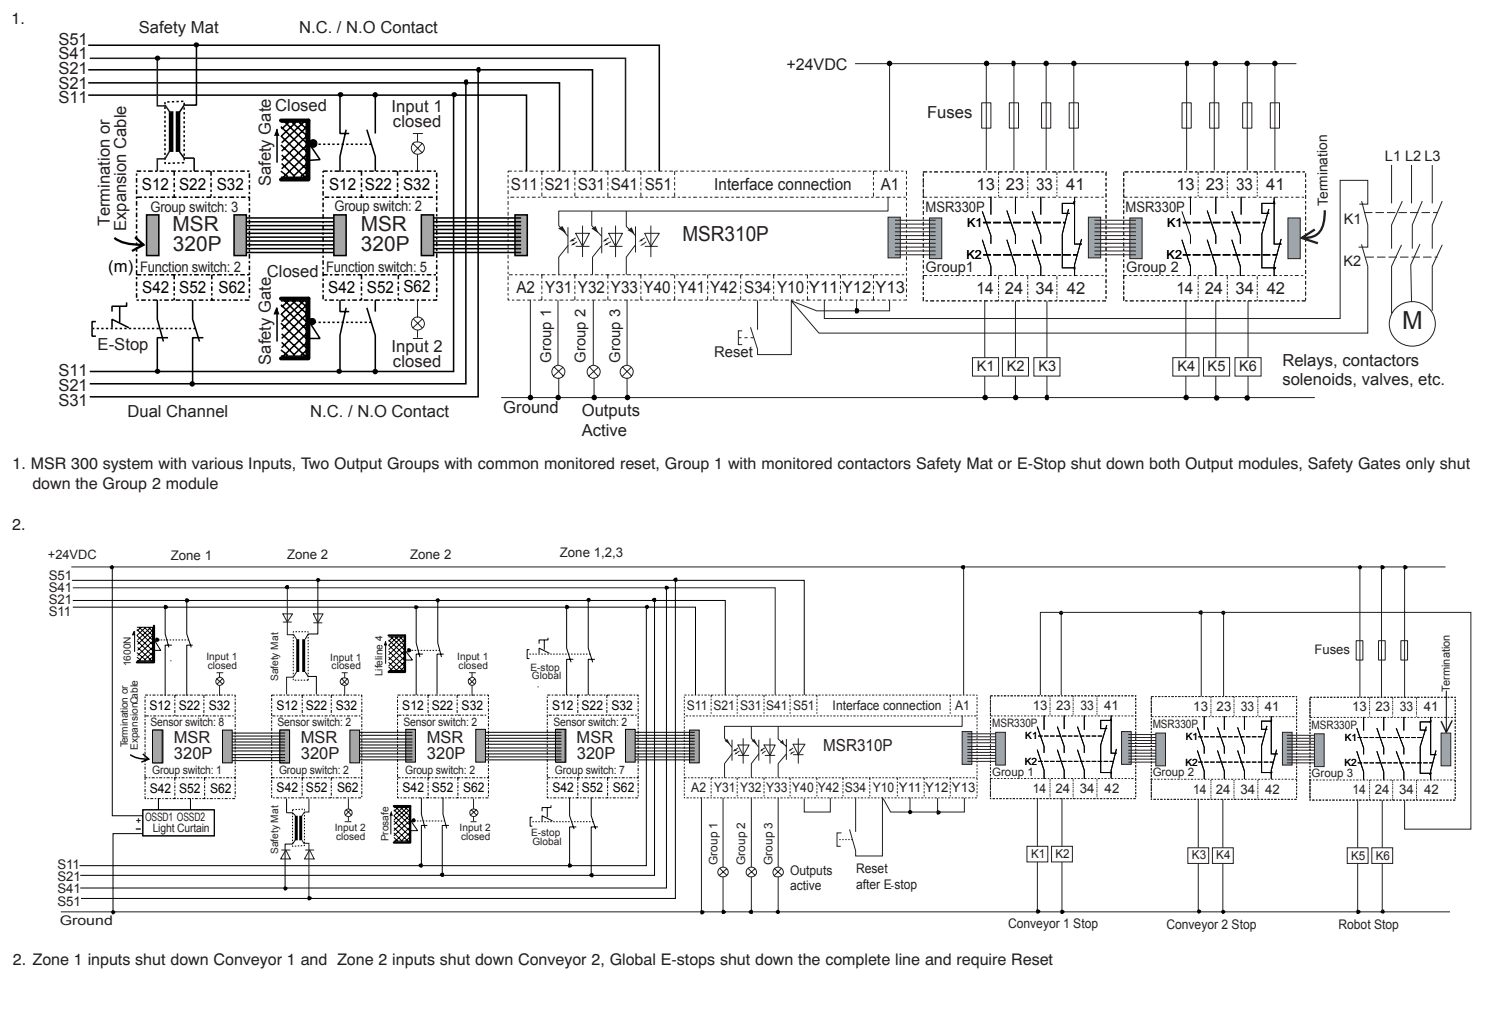 1.
Safety Mat
N.C. / N.O Contact
S51
S41
S21
S21
S11
+24VDC
Closed
Input 1
closed
Safety Gate
Termination or
Expansion Cable
Fuses
Termination
L1 L2 L3
S12 S22 S32
S12 S22 S32
S11 S21 S31 S41 S51 Interface connection A1
13 23 33 41
13 23 33 41
Group switch: 3
MSR
320P
Function switch: 2
(m)
Group switch: 2
MSR
320P
Function switch: 5
MSR310P
MSR330P
K1
K2
Group1
MSR330P
K1
K2
Group 2
K1
K2
S42 S52 S62
S42 S52 S62
A2 Y31 Y32 Y33 Y40 Y41 Y42 S34 Y10 Y11 Y12 Y13
14 24 34 42
14 24 34 42
Closed
Safety Gate
E-Stop
Input 2
closed
Group 1
Group 2
Group 3
Reset
M
K1 K2 K3
K4 K5 K6
Relays, contactors
solenoids, valves, etc.
S11
S21
S31
Dual Channel
N.C. / N.O Contact
Ground
Outputs
Active
1. MSR 300 system with various Inputs, Two Output Groups with common monitored reset, Group 1 with monitored contactors Safety Mat or E-Stop shut down both Output modules, Safety Gates only shut
down the Group 2 module
2.
+24VDC
Zone 1
Zone 2
Zone 2
Zone 1,2,3
S51
S41
S21
S11
1600N
Input 1
closed
Safety Mat
Input 1
closed
Lifeline 4
Input 1
closed
E-stop
Global
Fuses
Termination
Termination or
ExpansionCable
S12 S22 S32
S12 S22 S32
S12 S22 S32
S12 S22 S32
S11 S21 S31 S41 S51 Interface connection A1
13 23 33 41
13 23 33 41
13 23 33 41
Sensor switch: 8
MSR
320P
Group switch: 1
Sensor switch: 2
MSR
320P
Group switch: 2
Sensor switch: 2
MSR
320P
Group switch: 2
Sensor switch: 2
MSR
320P
Group switch: 7
MSR310P
MSR330P
K1
K2
Group 1
MSR330P
K1
K2
Group 2
MSR330P
K1
K2
Group 3
S42 S52 S62
S42 S52 S62
S42 S52 S62
S42 S52 S62
A2 Y31 Y32 Y33 Y40 Y42 S34 Y10 Y11 Y12 Y13
14 24 34 42
14 24 34 42
14 24 34 42
+
−
OSSD1 OSSD2
Light Curtain
Safety Mat
Input 2
closed
Prosafe
Input 2
closed
E-stop
Global
Group 1
Group 2
Group 3
Outputs
active
Reset
after E-stop
K1 K2
K3 K4
K5 K6
S11
S21
S41
S51
Ground
Conveyor 1 Stop
Conveyor 2 Stop
Robot Stop
2. Zone 1 inputs shut down Conveyor 1 and Zone 2 inputs shut down Conveyor 2, Global E-stops shut down the complete line and require Reset